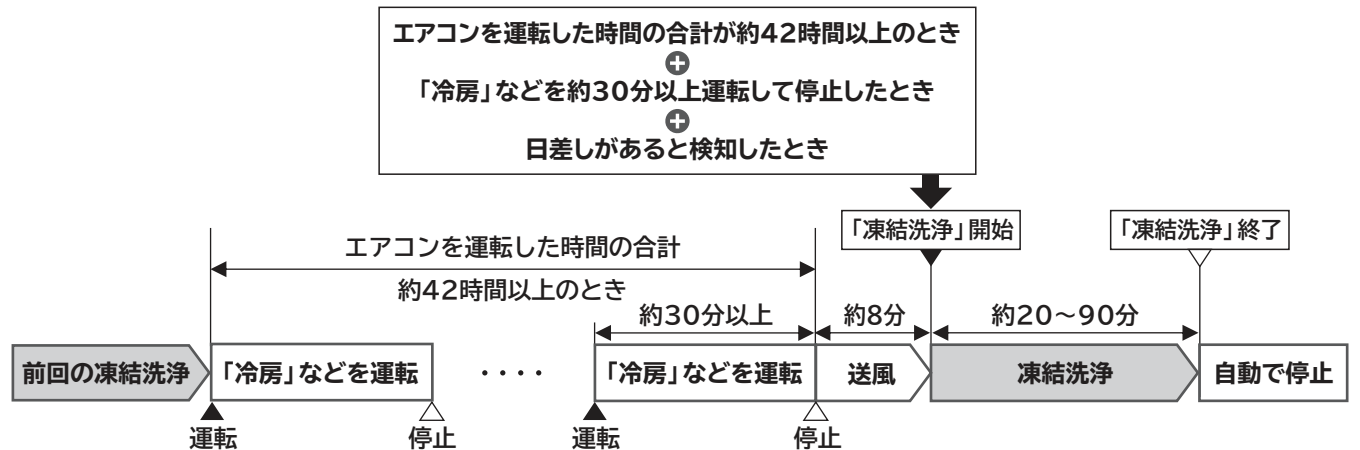 エアコンを運転した時間の合計が約42時間以上のとき
+
「冷房」などを約30分以上運転して停止したとき
+
日差しがあると検知したとき
「凍結洗浄」開始
「凍結洗浄」終了
エアコンを運転した時間の合計
約42時間以上のとき
約30分以上
約8分
約20～90分
前回の凍結洗浄
「冷房」などを運転
・・・・
「冷房」などを運転
送風
凍結洗浄
自動で停止
運転
停止
運転
停止